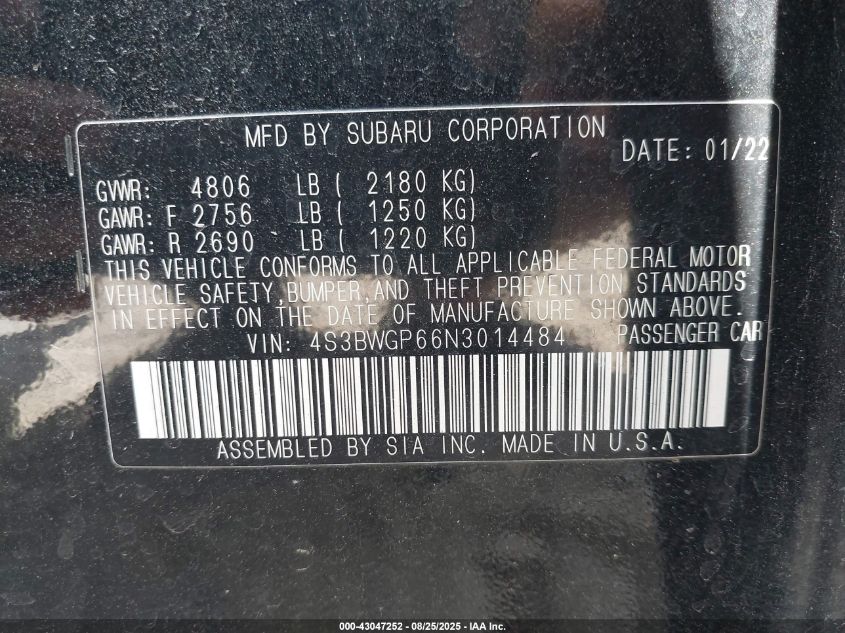 MFD BY SUBARU CORPORATION
DATE: 01/22
GVWR: 4806 LB ( 2180 KG)
GAWR: F 2756 LB ( 1250 KG)
GAWR: R 2690 LB ( 1220 KG)
THIS VEHICLE CONFORMS TO ALL APPLICABLE FEDERAL MOTOR
VEHICLE SAFETY,BUMPER,AND THEFT PREVENTION STANDARDS
IN EFFECT ON THE DATE OF MANUFACTURE SHOWN ABOVE.
VIN: 4S3BWGP66N3014484 PASSENGER CAR
ASSEMBLED BY SIA INC. MADE IN U.S.A.
000-43047252 - 08/25/2025 - IAA Inc.